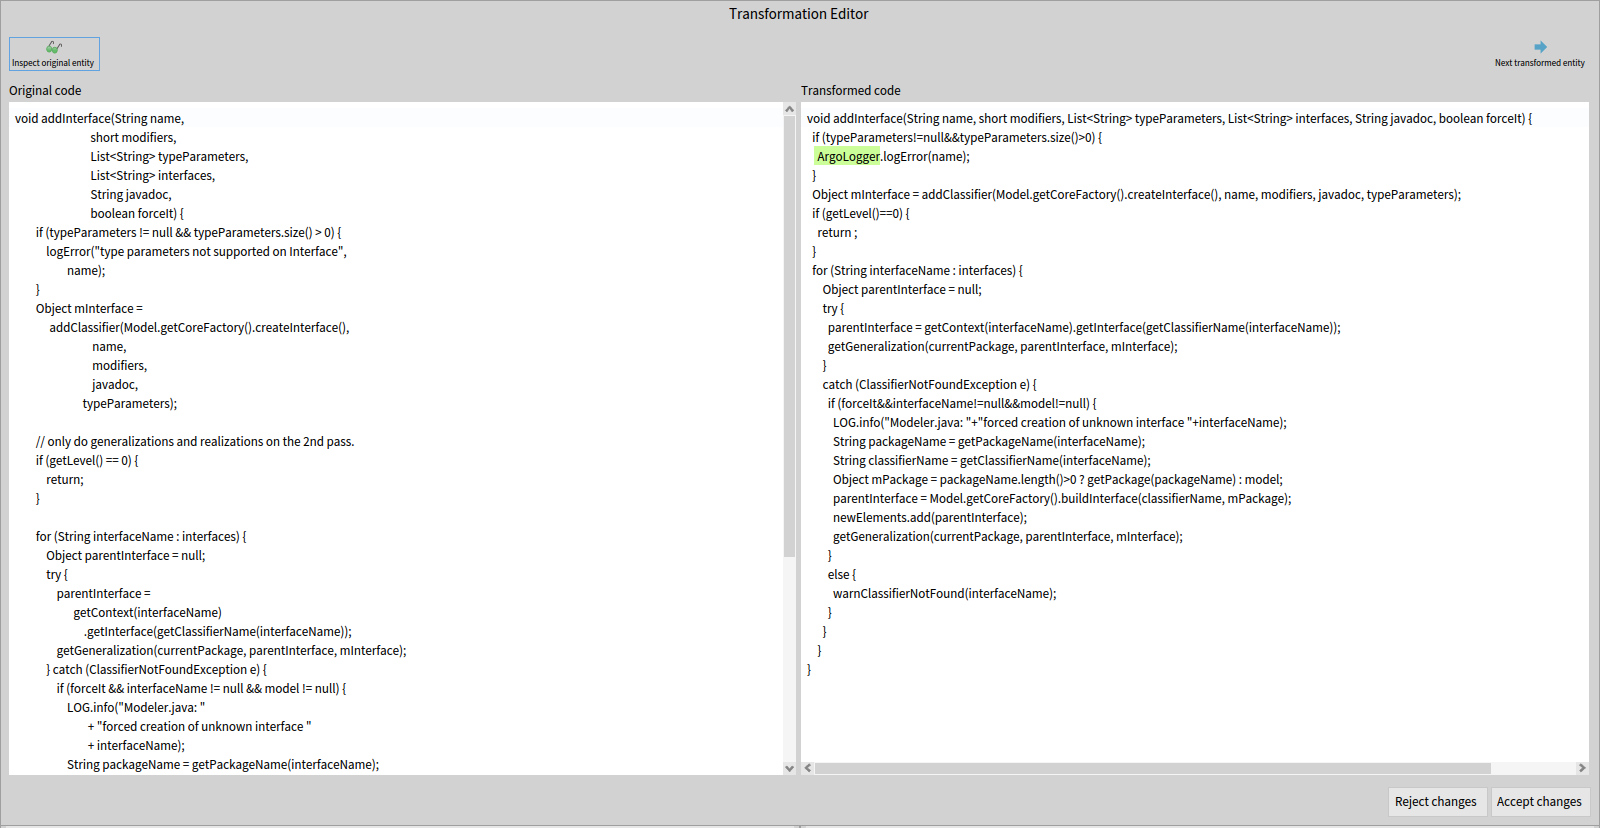 Transformation Editor
Inspect original entity
Next transformed entity
Original code
void addInterface(String name,
short modifiers,
List<String> typeParameters,
List<String> interfaces,
String javadoc,
boolean forceIt) {
if (typeParameters != null && typeParameters.size() > 0) {
logError("type parameters not supported on Interface",
name);
}
Object mInterface =
addClassifier(Model.getCoreFactory().createInterface(),
name,
modifiers,
javadoc,
typeParameters);
// only do generalizations and realizations on the 2nd pass.
if (getLevel() == 0) {
return;
}
for (String interfaceName : interfaces) {
Object parentInterface = null;
try {
parentInterface =
getContext(interfaceName)
.getInterface(getClassifierName(interfaceName));
getGeneralization(currentPackage, parentInterface, mInterface);
} catch (ClassifierNotFoundException e) {
if (forceIt && interfaceName != null && model != null) {
LOG.info("Modeler.java: "
+ "forced creation of unknown interface "
+ interfaceName);
String packageName = getPackageName(interfaceName);
Transformed code
void addInterface(String name, short modifiers, List<String> typeParameters, List<String> interfaces, String javadoc, boolean forceIt) {
if (typeParameters!=null&&typeParameters.size()>0) {
ArgoLogger.logError(name);
}
Object mInterface = addClassifier(Model.getCoreFactory().createInterface(), name, modifiers, javadoc, typeParameters);
if (getLevel()==0) {
return ;
}
for (String interfaceName : interfaces) {
Object parentInterface = null;
try {
parentInterface = getContext(interfaceName).getInterface(getClassifierName(interfaceName));
getGeneralization(currentPackage, parentInterface, mInterface);
}
catch (ClassifierNotFoundException e) {
if (forceIt&&interfaceName!=null&&model!=null) {
LOG.info("Modeler.java: "+"forced creation of unknown interface "+interfaceName);
String packageName = getPackageName(interfaceName);
String classifierName = getClassifierName(interfaceName);
Object mPackage = packageName.length()>0 ? getPackage(packageName) : model;
parentInterface = Model.getCoreFactory().buildInterface(classifierName, mPackage);
newElements.add(parentInterface);
getGeneralization(currentPackage, parentInterface, mInterface);
}
else {
warnClassifierNotFound(interfaceName);
}
}
}
}
Reject changes
Accept changes